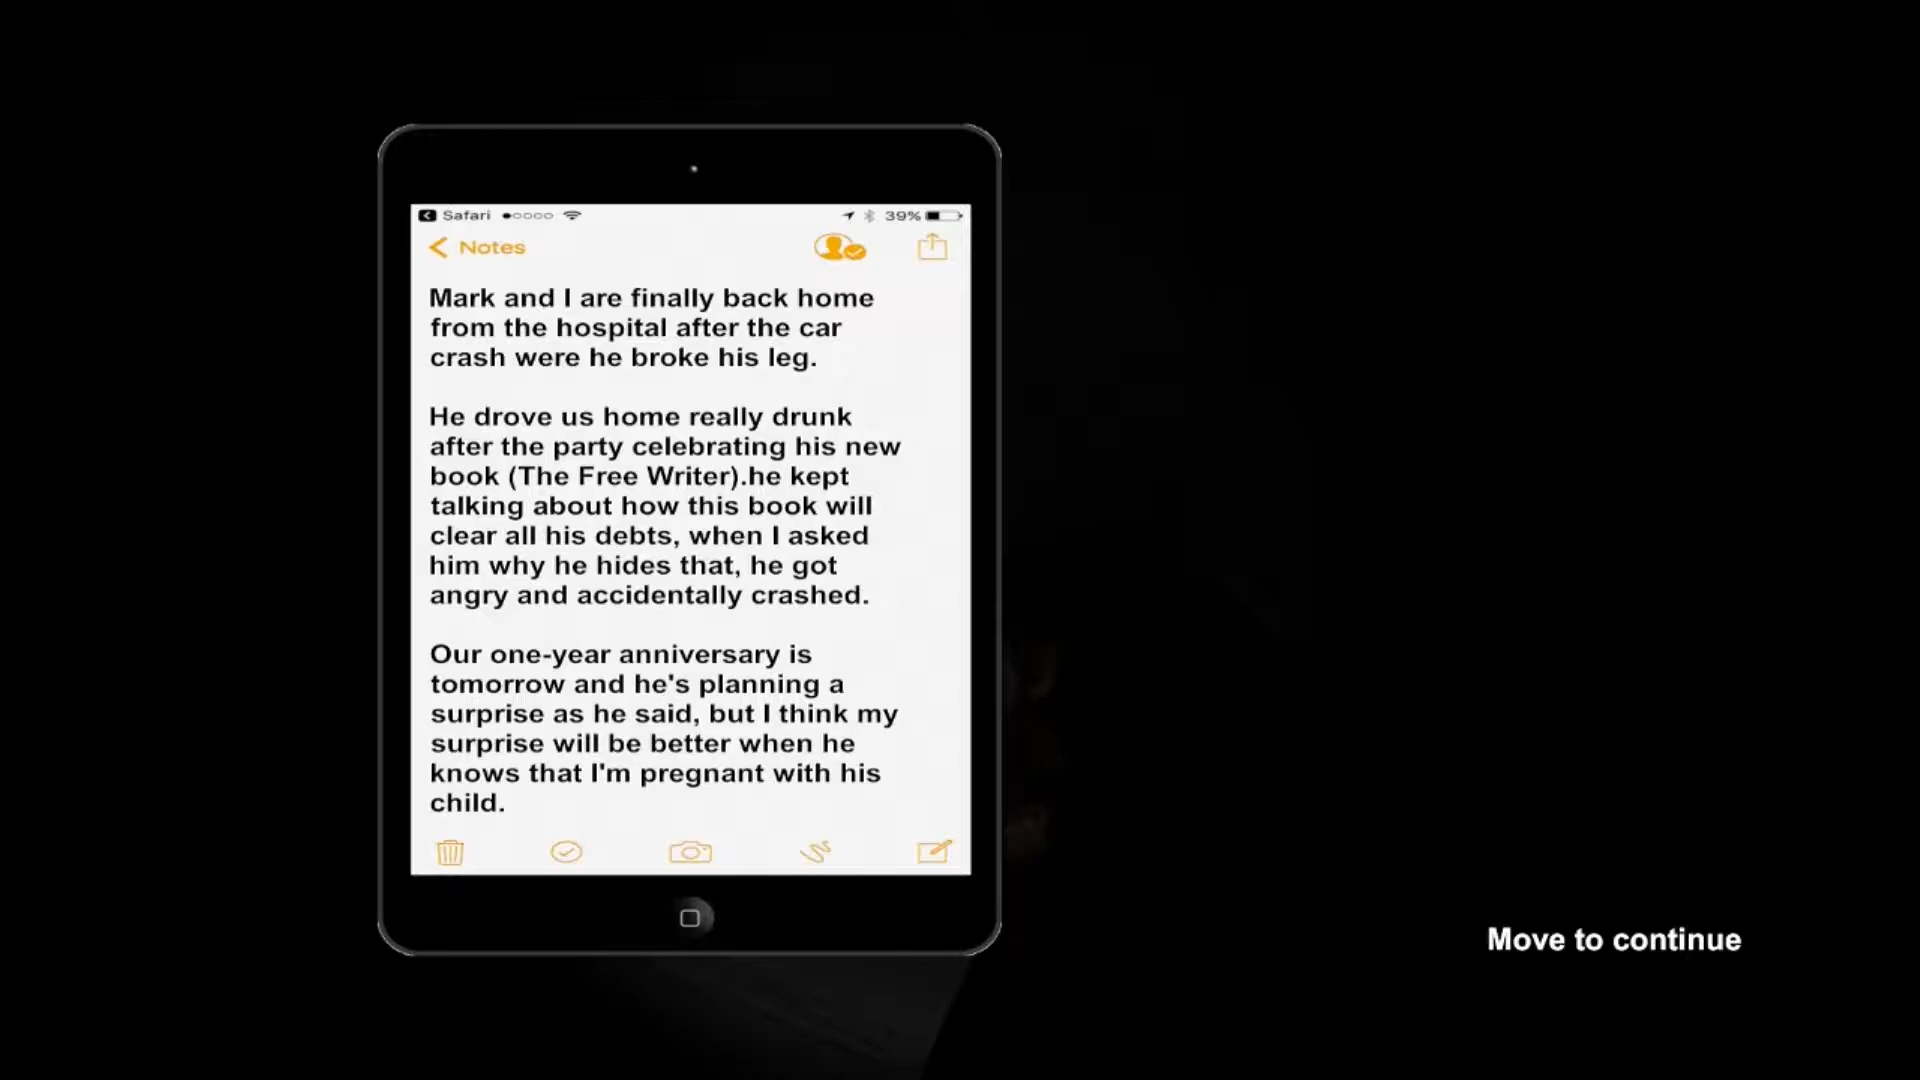 Safari 39%
Notes
Mark and I are finally back home
from the hospital after the car
crash were he broke his leg.
He drove us home really drunk
after the party celebrating his new
book (The Free Writer).he kept
talking about how this book will
clear all his debts, when I asked
him why he hides that, he got
angry and accidentally crashed.
Our one-year anniversary is
tomorrow and he's planning a
surprise as he said, but I think my
surprise will be better when he
knows that I'm pregnant with his
child.
Move to continue